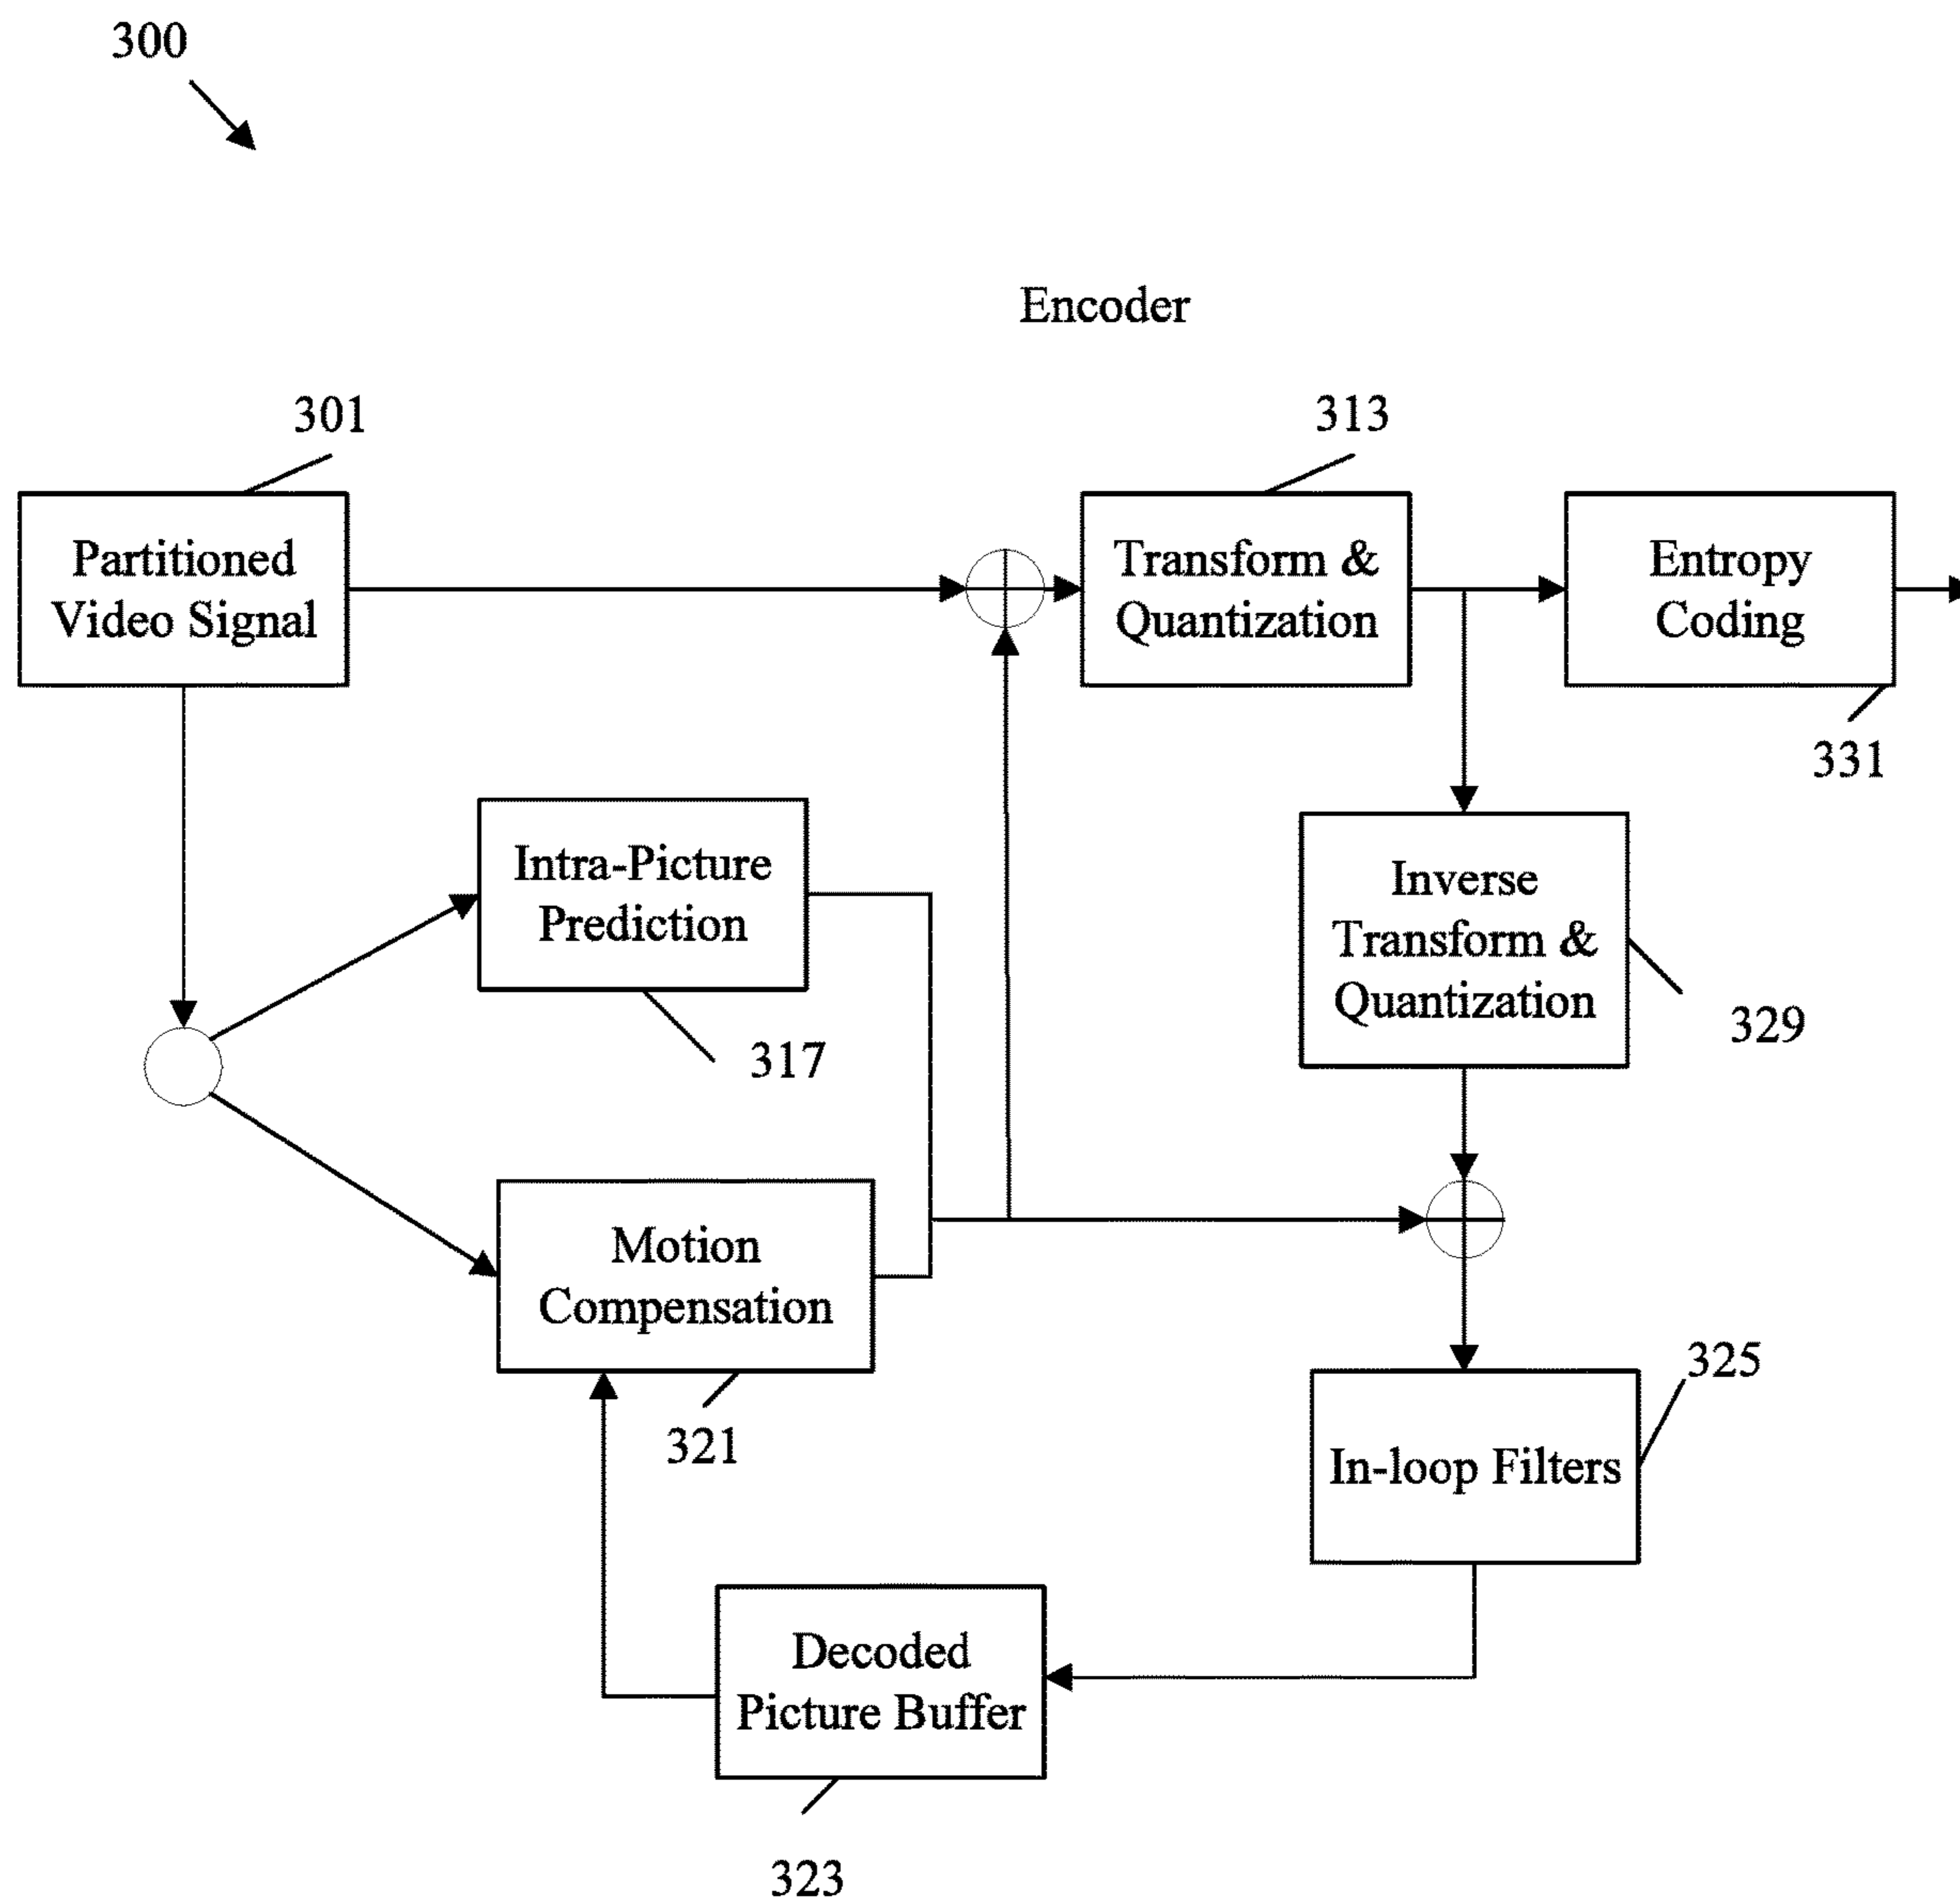 300
Encoder
301
313
Partitioned
Video Signal
Transform &
Quantization
Entropy
Coding
331
Intra-Picture
Prediction
317
Inverse
Transform &
Quantization
329
Motion
Compensation
321
325
In-loop Filters
Decoded
Picture Buffer
323